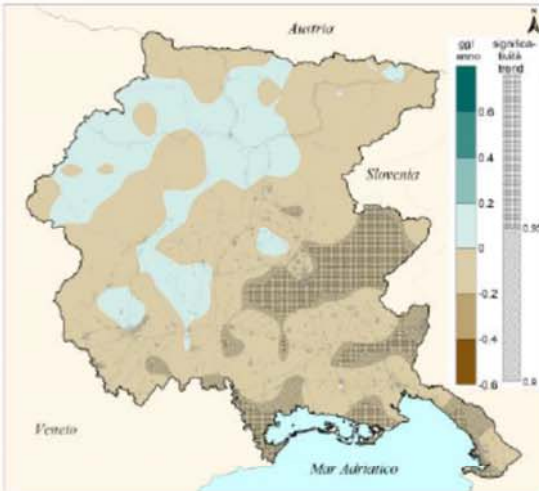 N
Austria
gg/
anno
significa-
tività
trend
0.6
0.4
Slovenia
0.2
0.95
0
-0.2
-0.4
-0.6
0.9
Veneto
Mar Adriatico